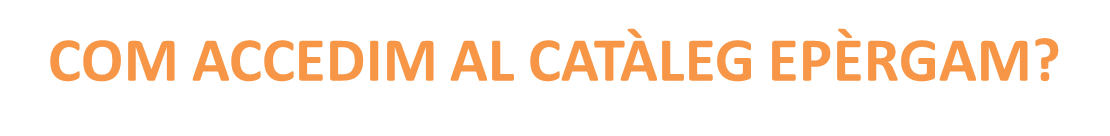 COM ACCEDIM AL CATÀLEG EPÈRGAM?